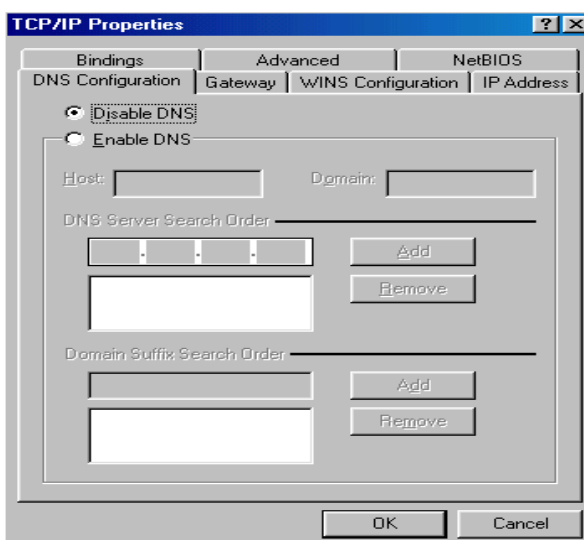 TCP/IP Properties
Bindings Advanced NetBIOS
DNS Configuration Gateway WINS Configuration IP Address
Disable DNS
Enable DNS
Host: Domain:
DNS Server Search Order
Add
Remove
Domain Suffix Search Order
Add
Remove
OK Cancel